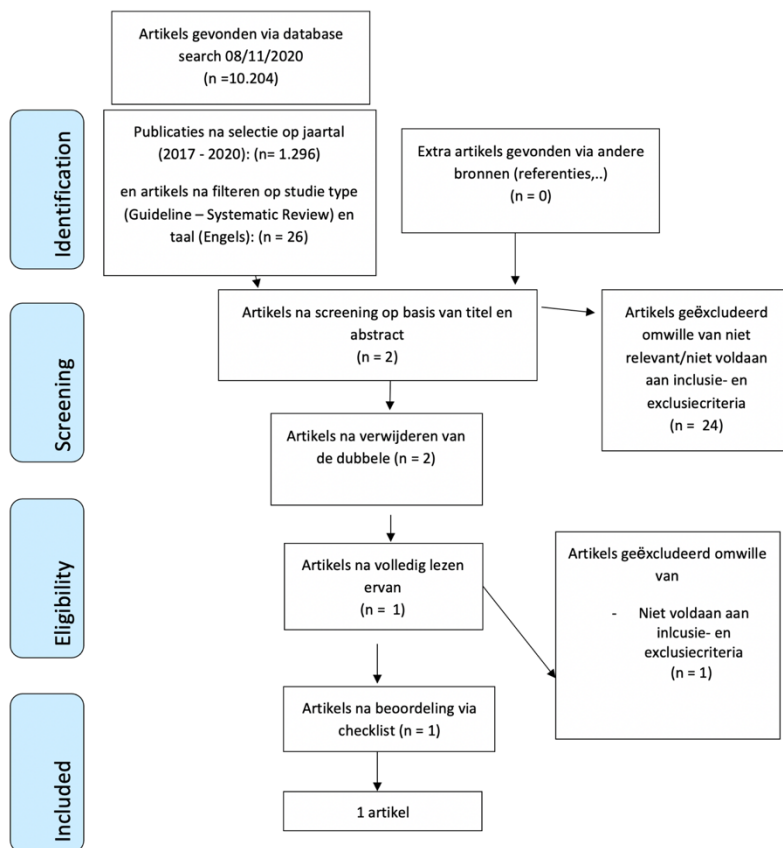 Artikels gevonden via database
search 08/11/2020
(n =10.204)
Identification
Publicaties na selectie op jaartal
(2017 - 2020): (n= 1.296)
en artikels na filteren op studie type
(Guideline – Systematic Review) en
taal (Engels): (n = 26)
Extra artikels gevonden via andere
bronnen (referenties,..)
(n = 0)
Screening
Artikels na screening op basis van titel en
abstract
(n = 2)
Artikels geëxcludeerd
omwille van niet
relevant/niet voldaan
aan inclusie- en
exclusiecriteria
(n = 24)
Artikels na verwijderen van
de dubbele (n = 2)
Eligibility
Artikels na volledig lezen
ervan
(n = 1)
Artikels geëxcludeerd omwille
van
- Niet voldaan aan
inlcusie- en
exclusiecriteria
(n = 1)
Included
Artikels na beoordeling via
checklist (n = 1)
1 artikel